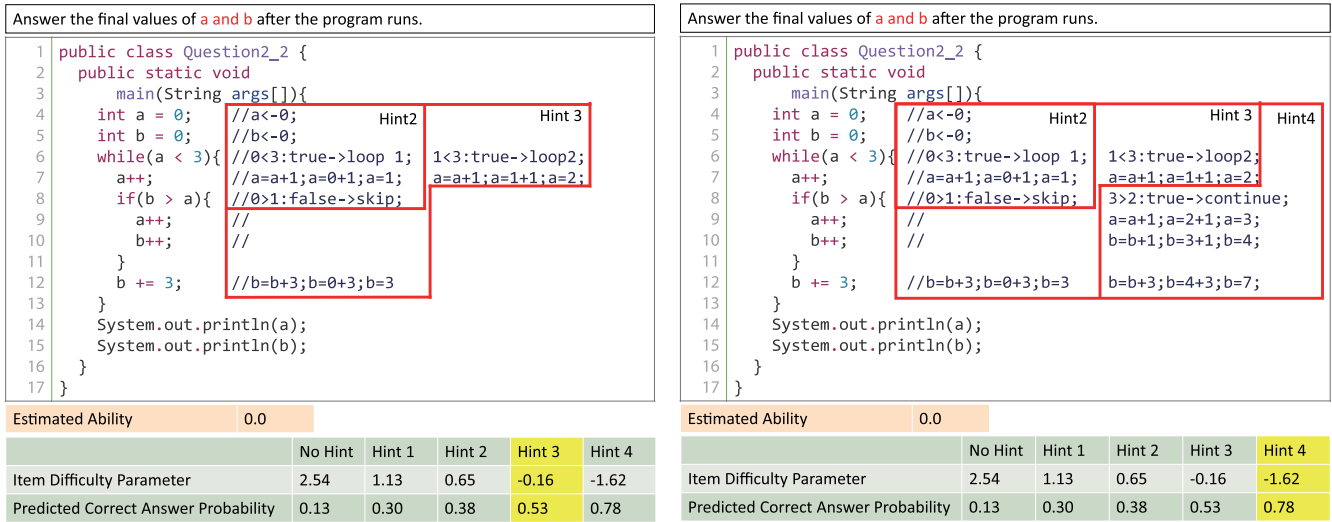 Answer the final values of a and b after the program runs.
1 public class Question2_2 {
2 public static void
3 main(String args[]){
4 int a = 0; //a<-0; Hint2 Hint 3
5 int b = 0; //b<-0;
6 while(a < 3){ //0<3:true->loop 1; 1<3:true->loop2;
7 a++; //a=a+1;a=0+1;a=1; a=a+1;a=1+1;a=2;
8 if(b > a){ //0>1:false->skip;
9 a++; //
10 b++; //
11 }
12 b += 3; //b=b+3;b=0+3;b=3
13 }
14 System.out.println(a);
15 System.out.println(b);
16 }
17 }
Estimated Ability 0.0
No Hint Hint 1 Hint 2 Hint 3 Hint 4
Item Difficulty Parameter 2.54 1.13 0.65 -0.16 -1.62
Predicted Correct Answer Probability 0.13 0.30 0.38 0.53 0.78
Answer the final values of a and b after the program runs.
1 public class Question2_2 {
2 public static void
3 main(String args[]){
4 int a = 0; //a<-0; Hint2 Hint 3 Hint4
5 int b = 0; //b<-0;
6 while(a < 3){ //0<3:true->loop 1; 1<3:true->loop2;
7 a++; //a=a+1;a=0+1;a=1; a=a+1;a=1+1;a=2;
8 if(b > a){ //0>1:false->skip; 3>2:true->continue;
9 a++; // a=a+1;a=2+1;a=3;
10 b++; // b=b+1;b=3+1;b=4;
11 }
12 b += 3; //b=b+3;b=0+3;b=3 b=b+3;b=4+3;b=7;
13 }
14 System.out.println(a);
15 System.out.println(b);
16 }
17 }
Estimated Ability 0.0
No Hint Hint 1 Hint 2 Hint 3 Hint 4
Item Difficulty Parameter 2.54 1.13 0.65 -0.16 -1.62
Predicted Correct Answer Probability 0.13 0.30 0.38 0.53 0.78